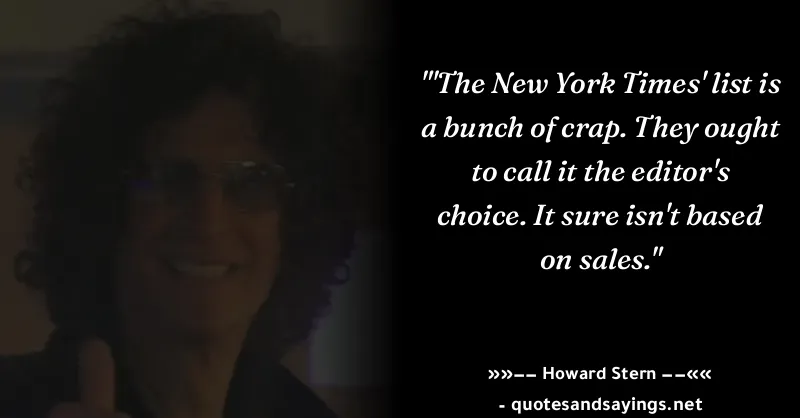 "'The New York Times' list is
a bunch of crap. They ought
to call it the editor's
choice. It sure isn't based
on sales."
»»—— Howard Stern ——««
- quotesandsayings.net